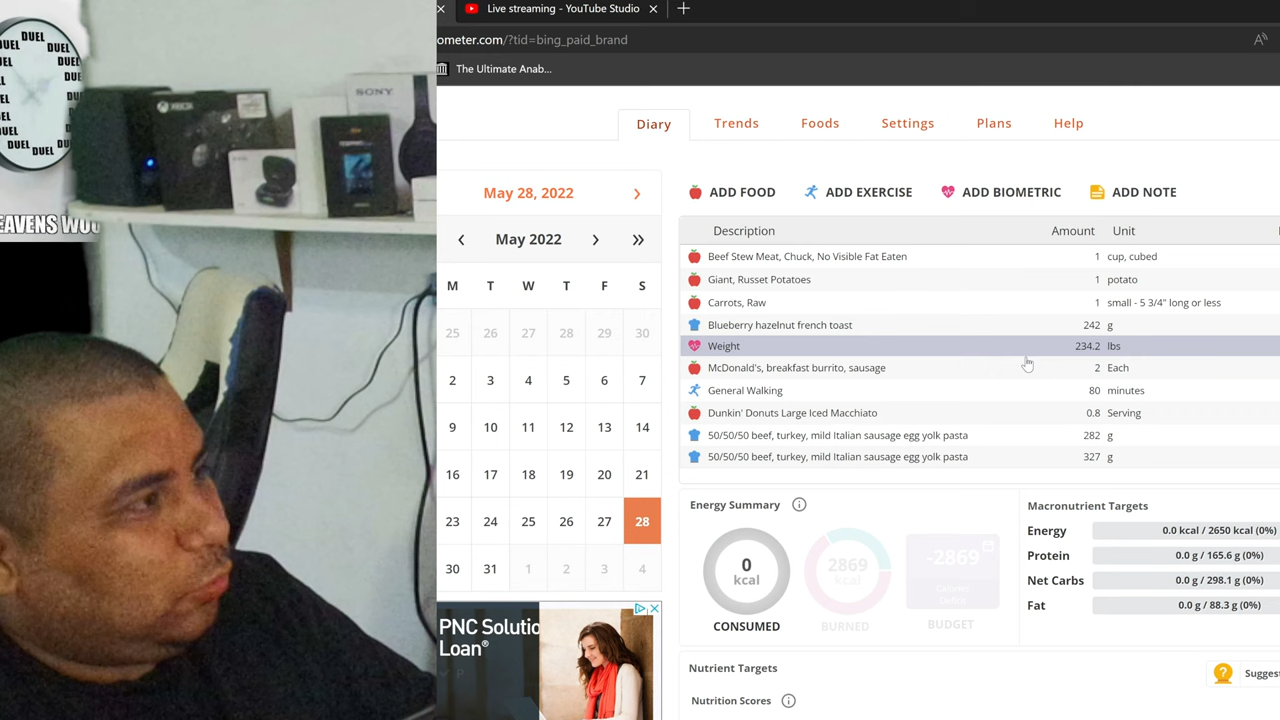 Live streaming - YouTube Studio
ometer.com/?tid=bing_paid_brand
The Ultimate Anab...
DUEL
DUEL
DUEL
DUEL
DUEL
DUEL
DUEL
SONY
XBOX
EAVENS WOU
Diary Trends Foods Settings Plans Help
May 28, 2022
May 2022
M T W T F S
25 26 27 28 29 30
2 3 4 5 6 7
9 10 11 12 13 14
16 17 18 19 20 21
23 24 25 26 27 28
30 31 1 2 3 4
ADD FOOD ADD EXERCISE ADD BIOMETRIC ADD NOTE
Description Amount Unit
Beef Stew Meat, Chuck, No Visible Fat Eaten 1 cup, cubed
Giant, Russet Potatoes 1 potato
Carrots, Raw 1 small - 5 3/4" long or less
Blueberry hazelnut french toast 242 g
Weight 234.2 lbs
McDonald's, breakfast burrito, sausage 2 Each
General Walking 80 minutes
Dunkin' Donuts Large Iced Macchiato 0.8 Serving
50/50/50 beef, turkey, mild Italian sausage egg yolk pasta 282 g
50/50/50 beef, turkey, mild Italian sausage egg yolk pasta 327 g
Energy Summary
0 kcal
CONSUMED
2869 kcal
BURNED
-2869
BUDGET
Macronutrient Targets
Energy 0.0 kcal / 2650 kcal (0%)
Protein 0.0 g / 165.6 g (0%)
Net Carbs 0.0 g / 298.1 g (0%)
Fat 0.0 g / 88.3 g (0%)
Nutrient Targets
Nutrition Scores
Suggest
PNC Solutio
Loan®